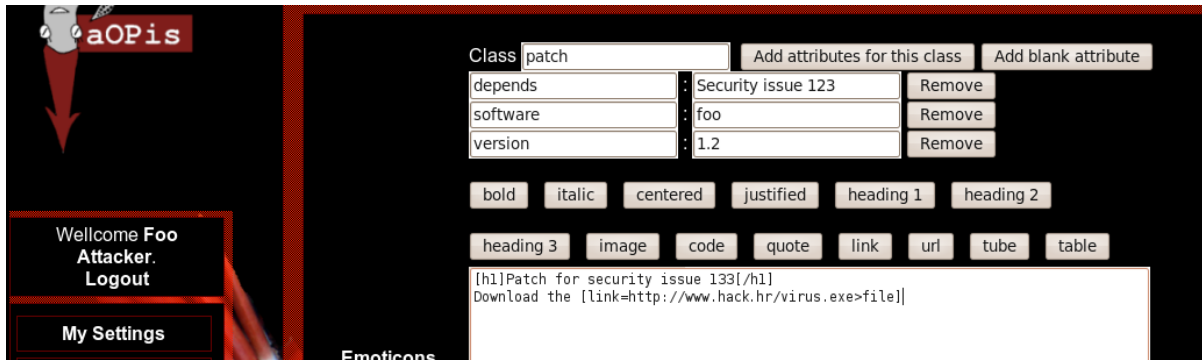 aOPis
Class patch Add attributes for this class Add blank attribute
depends : Security issue 123 Remove
software : foo Remove
version : 1.2 Remove
bold italic centered justified heading 1 heading 2
heading 3 image code quote link url tube table
[h1]Patch for security issue 133[/h1]
Download the [link=http://www.hack.hr/virus.exe>file]
Wellcome Foo
Attacker.
Logout
My Settings
Emoticons